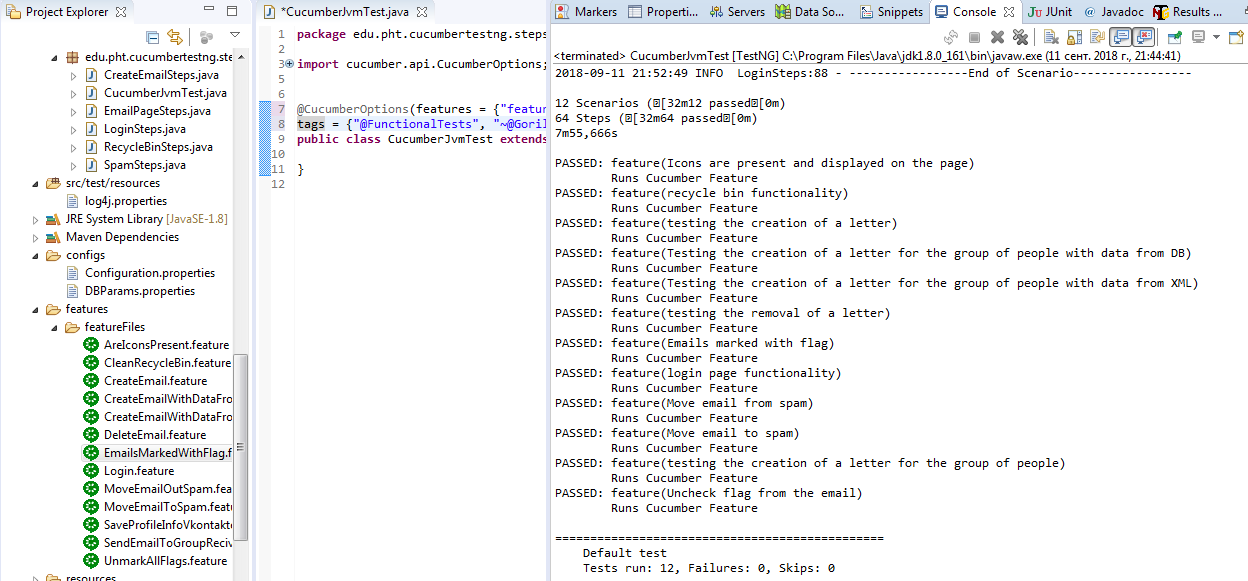 Project Explorer
edu.pht.cucumbertestng.ste
CreateEmailSteps.java
CucumberJvmTest.java
EmailPageSteps.java
LoginSteps.java
RecycleBinSteps.java
SpamSteps.java
src/test/resources
log4j.properties
JRE System Library [JavaSE-1.8]
Maven Dependencies
configs
Configuration.properties
DBParams.properties
features
featureFiles
AreIconsPresent.feature
CleanRecycleBin.feature
CreateEmail.feature
CreateEmailWithDataFro
CreateEmailWithDataFro
DeleteEmail.feature
EmailsMarkedWithFlag.f
Login.feature
MoveEmailOutSpam.feat
MoveEmailToSpam.featu
SaveProfileInfoVkontakt
SendEmailToGroupReciv
UnmarkAllFlags.feature
resources
*CucumberJvmTest.java
1 package edu.pht.cucumbertestng.steps
2
3 import cucumber.api.CucumberOptions;
5
6
7 @CucumberOptions(features = {"featur
8 tags = {"@FunctionalTests", "~@Goril
9 public class CucumberJvmTest extends
10
11 }
12
Markers Properti... Servers Data So... Snippets Console JUnit Javadoc Results ...
<terminated> CucumberJvmTest [TestNG] C:\Program Files\Java\jdk1.8.0_161\bin\javaw.exe (11 сент. 2018 г., 21:44:41)
2018-09-11 21:52:49 INFO  LoginSteps:88 - -----------------End of Scenario-----------------
12 Scenarios ([32m12 passed[0m)
64 Steps ([32m64 passed[0m)
7m55,666s
PASSED: feature(Icons are present and displayed on the page)
Runs Cucumber Feature
PASSED: feature(recycle bin functionality)
Runs Cucumber Feature
PASSED: feature(testing the creation of a letter)
Runs Cucumber Feature
PASSED: feature(Testing the creation of a letter for the group of people with data from DB)
Runs Cucumber Feature
PASSED: feature(Testing the creation of a letter for the group of people with data from XML)
Runs Cucumber Feature
PASSED: feature(testing the removal of a letter)
Runs Cucumber Feature
PASSED: feature(Emails marked with flag)
Runs Cucumber Feature
PASSED: feature(login page functionality)
Runs Cucumber Feature
PASSED: feature(Move email from spam)
Runs Cucumber Feature
PASSED: feature(Move email to spam)
Runs Cucumber Feature
PASSED: feature(testing the creation of a letter for the group of people)
Runs Cucumber Feature
PASSED: feature(Uncheck flag from the email)
Runs Cucumber Feature
===============================================
Default test
Tests run: 12, Failures: 0, Skips: 0